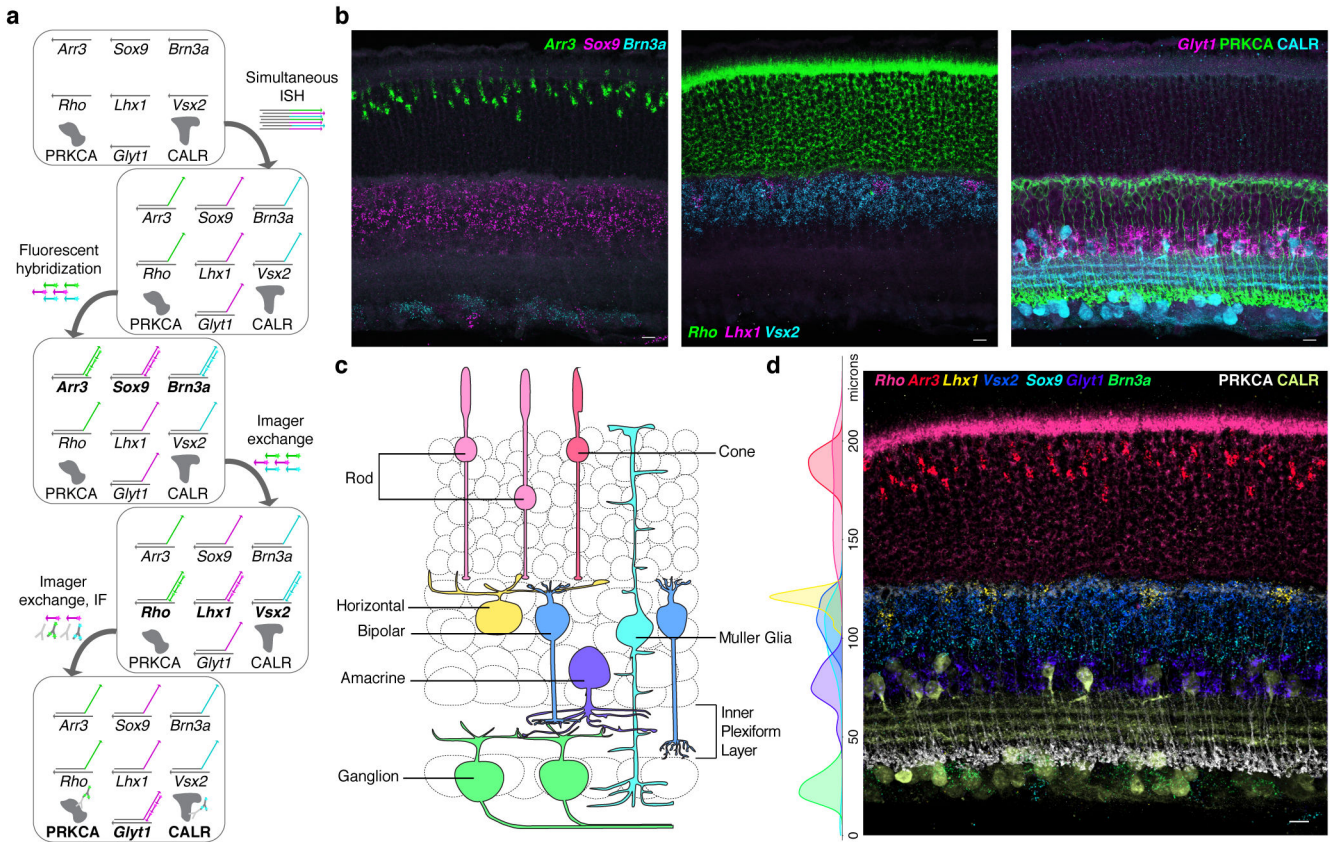 a
Arr3 Sox9 Brn3a
Rho Lhx1 Vsx2
PRKCA Glyt1 CALR
Simultaneous
ISH
Arr3 Sox9 Brn3a
Rho Lhx1 Vsx2
PRKCA Glyt1 CALR
Fluorescent
hybridization
Arr3 Sox9 Brn3a
Rho Lhx1 Vsx2
PRKCA Glyt1 CALR
Imager
exchange
Arr3 Sox9 Brn3a
Rho Lhx1 Vsx2
PRKCA Glyt1 CALR
Imager
exchange, IF
Arr3 Sox9 Brn3a
Rho Lhx1 Vsx2
PRKCA Glyt1 CALR
b
Arr3 Sox9 Brn3a
Rho Lhx1 Vsx2
Glyt1 PRKCA CALR
c
Rod
Cone
Horizontal
Bipolar
Muller Glia
Amacrine
Inner
Plexiform
Layer
Ganglion
d
microns
200
150
100
50
0
Rho Arr3 Lhx1 Vsx2 Sox9 Glyt1 Brn3a
PRKCA CALR